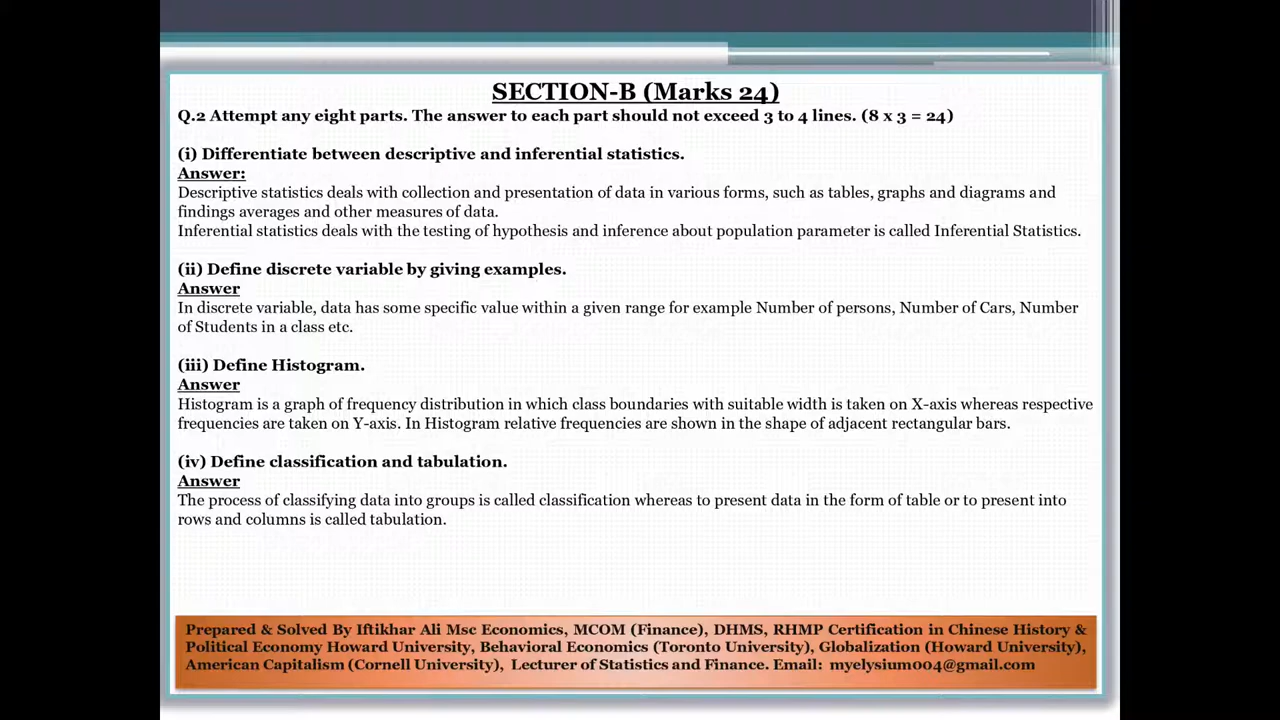 SECTION-B (Marks 24)
Q.2 Attempt any eight parts. The answer to each part should not exceed 3 to 4 lines. (8 x 3 = 24)
(i) Differentiate between descriptive and inferential statistics.
Answer:
Descriptive statistics deals with collection and presentation of data in various forms, such as tables, graphs and diagrams and
findings averages and other measures of data.
Inferential statistics deals with the testing of hypothesis and inference about population parameter is called Inferential Statistics.
(ii) Define discrete variable by giving examples.
Answer
In discrete variable, data has some specific value within a given range for example Number of persons, Number of Cars, Number
of Students in a class etc.
(iii) Define Histogram.
Answer
Histogram is a graph of frequency distribution in which class boundaries with suitable width is taken on X-axis whereas respective
frequencies are taken on Y-axis. In Histogram relative frequencies are shown in the shape of adjacent rectangular bars.
(iv) Define classification and tabulation.
Answer
The process of classifying data into groups is called classification whereas to present data in the form of table or to present into
rows and columns is called tabulation.
Prepared & Solved By Iftikhar Ali Msc Economics, MCOM (Finance), DHMS, RHMP Certification in Chinese History &
Political Economy Howard University, Behavioral Economics (Toronto University), Globalization (Howard University),
American Capitalism (Cornell University), Lecturer of Statistics and Finance. Email: myelysium004@gmail.com